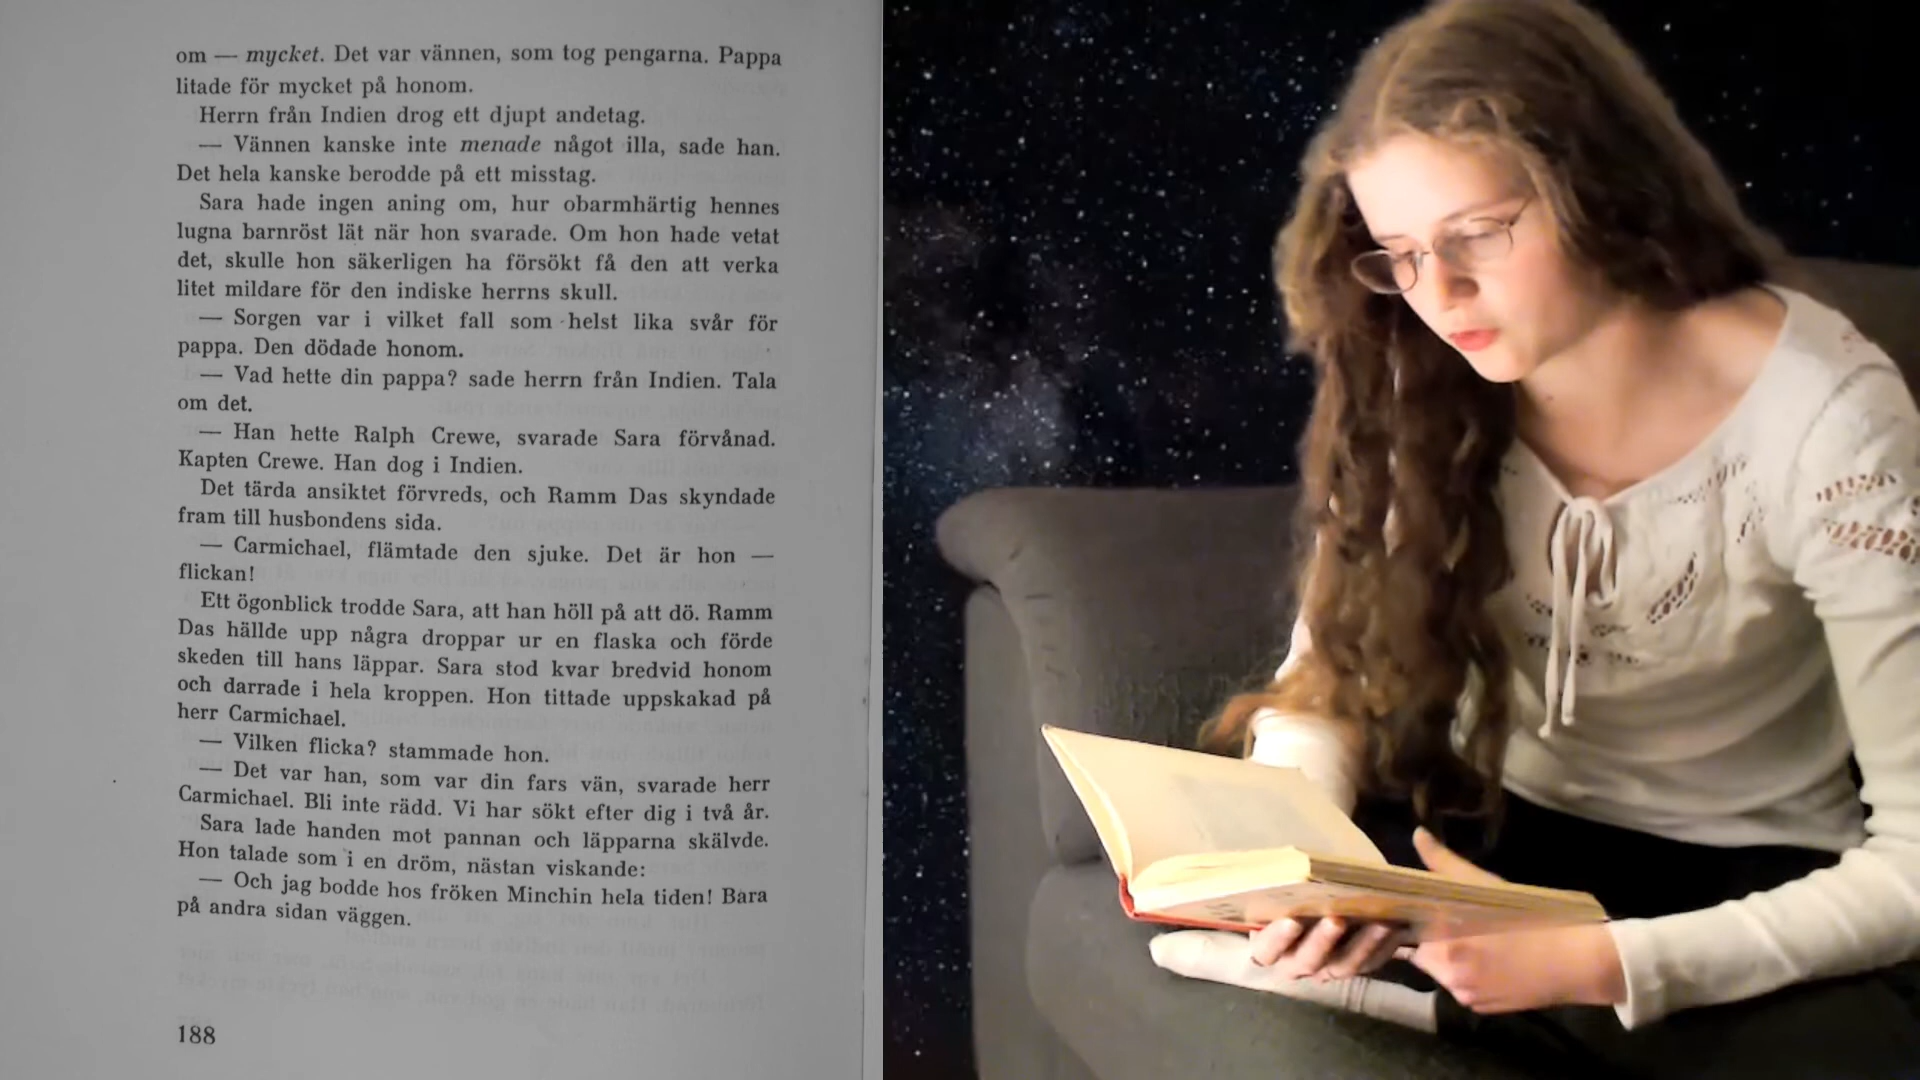 om — mycket. Det var vännen, som tog pengarna. Pappa
litade för mycket på honom.
Herrn från Indien drog ett djupt andetag.
— Vännen kanske inte menade något illa, sade han.
Det hela kanske berodde på ett misstag.
Sara hade ingen aning om, hur obarmhärtig hennes
lugna barnröst lät när hon svarade. Om hon hade vetat
det, skulle hon säkerligen ha försökt få den att verka
litet mildare för den indiske herrns skull.
— Sorgen var i vilket fall som helst lika svår för
pappa. Den dödade honom.
— Vad hette din pappa? sade herrn från Indien. Tala
om det.
— Han hette Ralph Crewe, svarade Sara förvånad.
Kapten Crewe. Han dog i Indien.
Det tärda ansiktet förvreds, och Ramm Das skyndade
fram till husbondens sida.
— Carmichael, flämtade den sjuke. Det är hon —
flickan!
Ett ögonblick trodde Sara, att han höll på att dö. Ramm
Das hällde upp några droppar ur en flaska och förde
skeden till hans läppar. Sara stod kvar bredvid honom
och darrade i hela kroppen. Hon tittade uppskakad på
herr Carmichael.
— Vilken flicka? stammade hon.
— Det var han, som var din fars vän, svarade herr
Carmichael. Bli inte rädd. Vi har sökt efter dig i två år.
Sara lade handen mot pannan och läpparna skälvde.
Hon talade som i en dröm, nästan viskande:
— Och jag bodde hos fröken Minchin hela tiden! Bara
på andra sidan väggen.
188